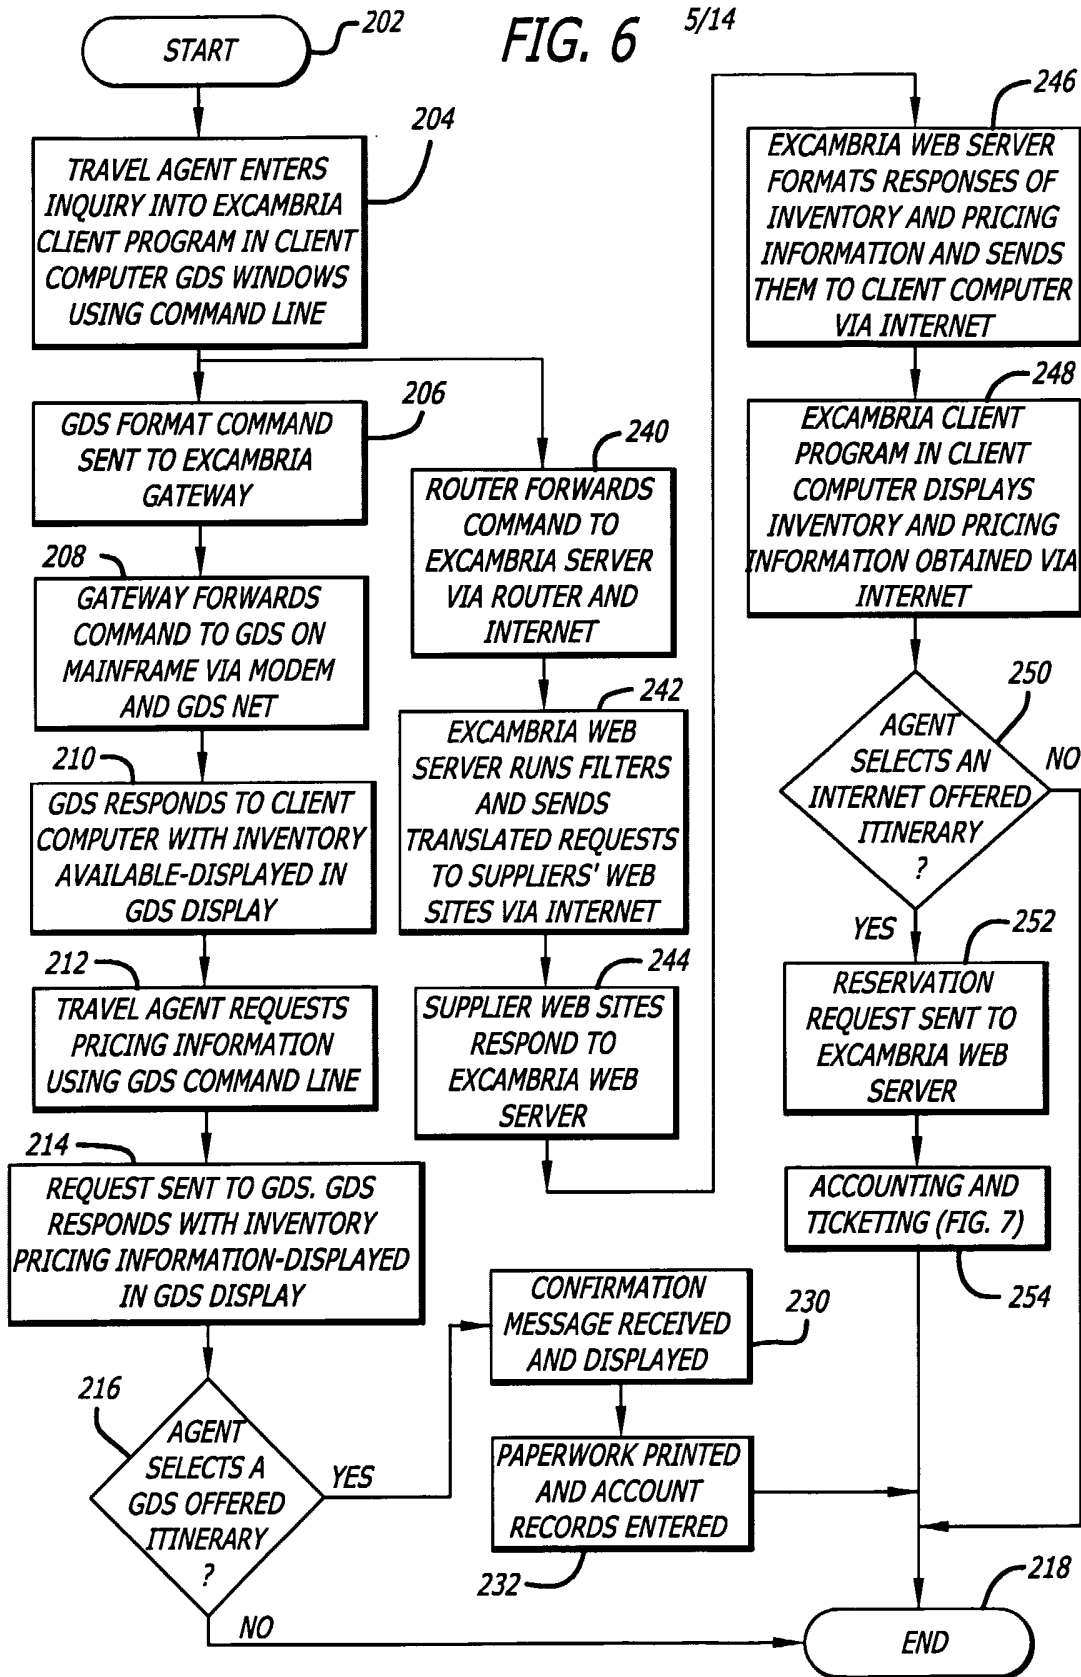 FIG. 6
5/14
START
202
TRAVEL AGENT ENTERS
INQUIRY INTO EXCAMBRIA
CLIENT PROGRAM IN CLIENT
COMPUTER GDS WINDOWS
USING COMMAND LINE
204
GDS FORMAT COMMAND
SENT TO EXCAMBRIA
GATEWAY
206
208
GATEWAY FORWARDS
COMMAND TO GDS ON
MAINFRAME VIA MODEM
AND GDS NET
210
GDS RESPONDS TO CLIENT
COMPUTER WITH INVENTORY
AVAILABLE-DISPLAYED IN
GDS DISPLAY
212
TRAVEL AGENT REQUESTS
PRICING INFORMATION
USING GDS COMMAND LINE
214
REQUEST SENT TO GDS. GDS
RESPONDS WITH INVENTORY
PRICING INFORMATION-DISPLAYED
IN GDS DISPLAY
216
AGENT
SELECTS A
GDS OFFERED
ITINERARY
?
YES
NO
CONFIRMATION
MESSAGE RECEIVED
AND DISPLAYED
230
PAPERWORK PRINTED
AND ACCOUNT
RECORDS ENTERED
232
240
ROUTER FORWARDS
COMMAND TO
EXCAMBRIA SERVER
VIA ROUTER AND
INTERNET
242
EXCAMBRIA WEB
SERVER RUNS FILTERS
AND SENDS
TRANSLATED REQUESTS
TO SUPPLIERS' WEB
SITES VIA INTERNET
244
SUPPLIER WEB SITES
RESPOND TO
EXCAMBRIA WEB
SERVER
246
EXCAMBRIA WEB SERVER
FORMATS RESPONSES OF
INVENTORY AND PRICING
INFORMATION AND SENDS
THEM TO CLIENT COMPUTER
VIA INTERNET
248
EXCAMBRIA CLIENT
PROGRAM IN CLIENT
COMPUTER DISPLAYS
INVENTORY AND PRICING
INFORMATION OBTAINED VIA
INTERNET
250
AGENT
SELECTS AN
INTERNET OFFERED
ITINERARY
?
NO
YES
252
RESERVATION
REQUEST SENT TO
EXCAMBRIA WEB
SERVER
ACCOUNTING AND
TICKETING (FIG. 7)
254
218
END